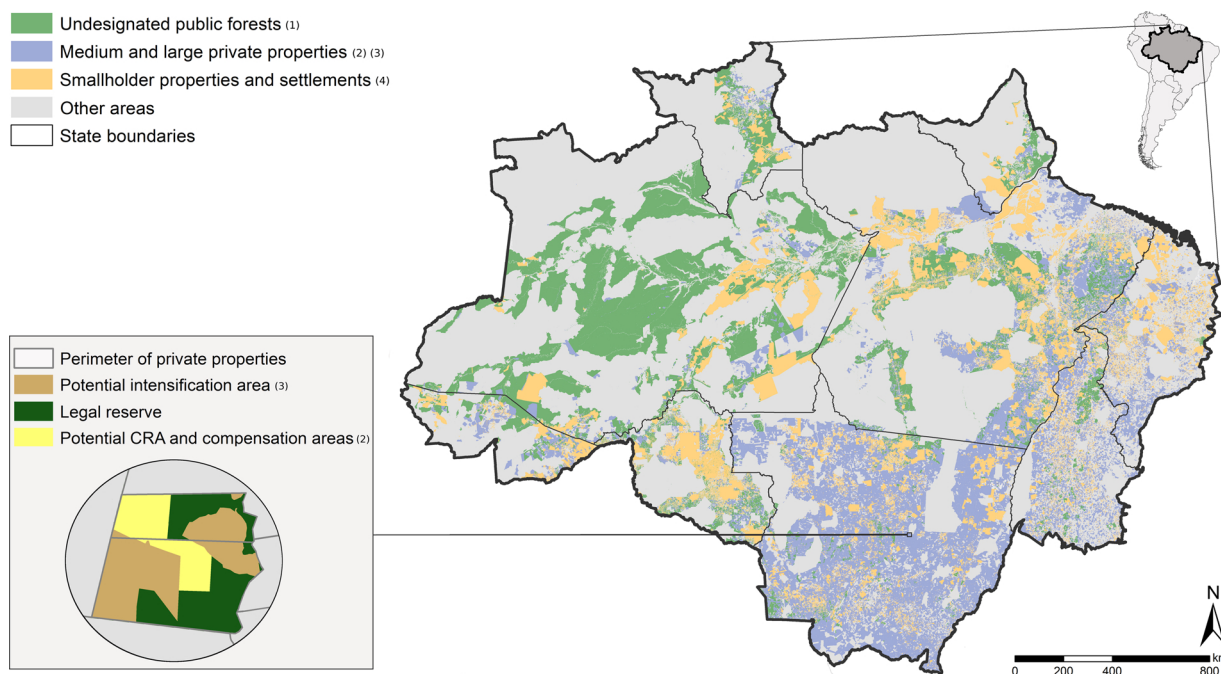 Undesignated public forests (1)
Medium and large private properties (2) (3)
Smallholder properties and settlements (4)
Other areas
State boundaries
Perimeter of private properties
Potential intensification area (3)
Legal reserve
Potential CRA and compensation areas (2)
N
km
0 200 400 800